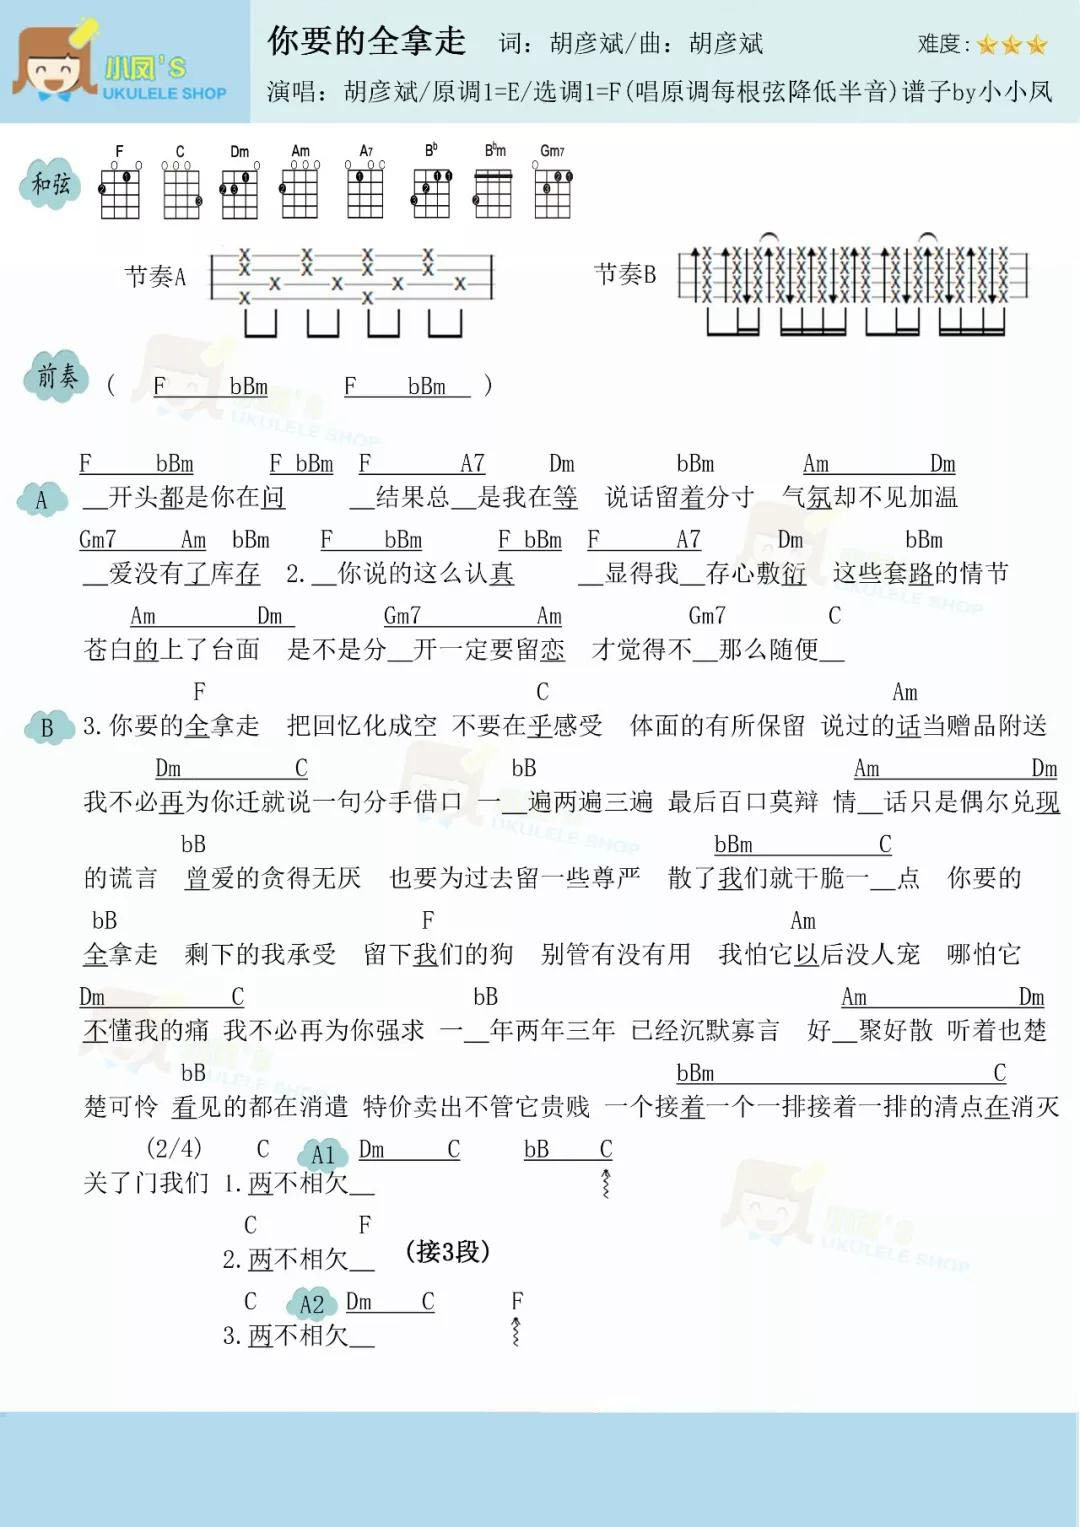 小凤'S
UKULELE SHOP
你要的全拿走 词：胡彦斌/曲：胡彦斌 难度：
演唱：胡彦斌/原调1=E/选调1=F(唱原调每根弦降低半音)谱子by小小凤
和弦 F C Dm Am A7 Bb Bbm Gm7
节奏A 节奏B
前奏 ( F bBm F bBm )
F bBm F bBm F A7 Dm bBm Am Dm
A __开头都是你在问 __结果总__是我在等 说话留着分寸 气氛却不见加温
Gm7 Am bBm F bBm F bBm F A7 Dm bBm
__爱没有了库存 2.__你说的这么认真 __显得我__存心敷衍 这些套路的情节
Am Dm Gm7 Am Gm7 C
苍白的上了台面 是不是分__开一定要留恋 才觉得不__那么随便__
F C Am
B 3.你要的全拿走 把回忆化成空 不要在乎感受 体面的有所保留 说过的话当赠品附送
Dm C bB Am Dm
我不必再为你迁就说一句分手借口 一__遍两遍三遍 最后百口莫辩 情__话只是偶尔兑现
bB bBm C
的谎言 曾爱的贪得无厌 也要为过去留一些尊严 散了我们就干脆一__点 你要的
bB F Am
全拿走 剩下的我承受 留下我们的狗 别管有没有用 我怕它以后没人宠 哪怕它
Dm C bB Am Dm
不懂我的痛 我不必再为你强求 一__年两年三年 已经沉默寡言 好__聚好散 听着也楚
bB bBm C
楚可怜 看见的都在消遣 特价卖出不管它贵贱 一个接着一个一排接着一排的清点在消灭
(2/4) C A1 Dm C bB C
关了门我们 1.两不相欠__
C F
2.两不相欠__ (接3段)
C A2 Dm C F
3.两不相欠__